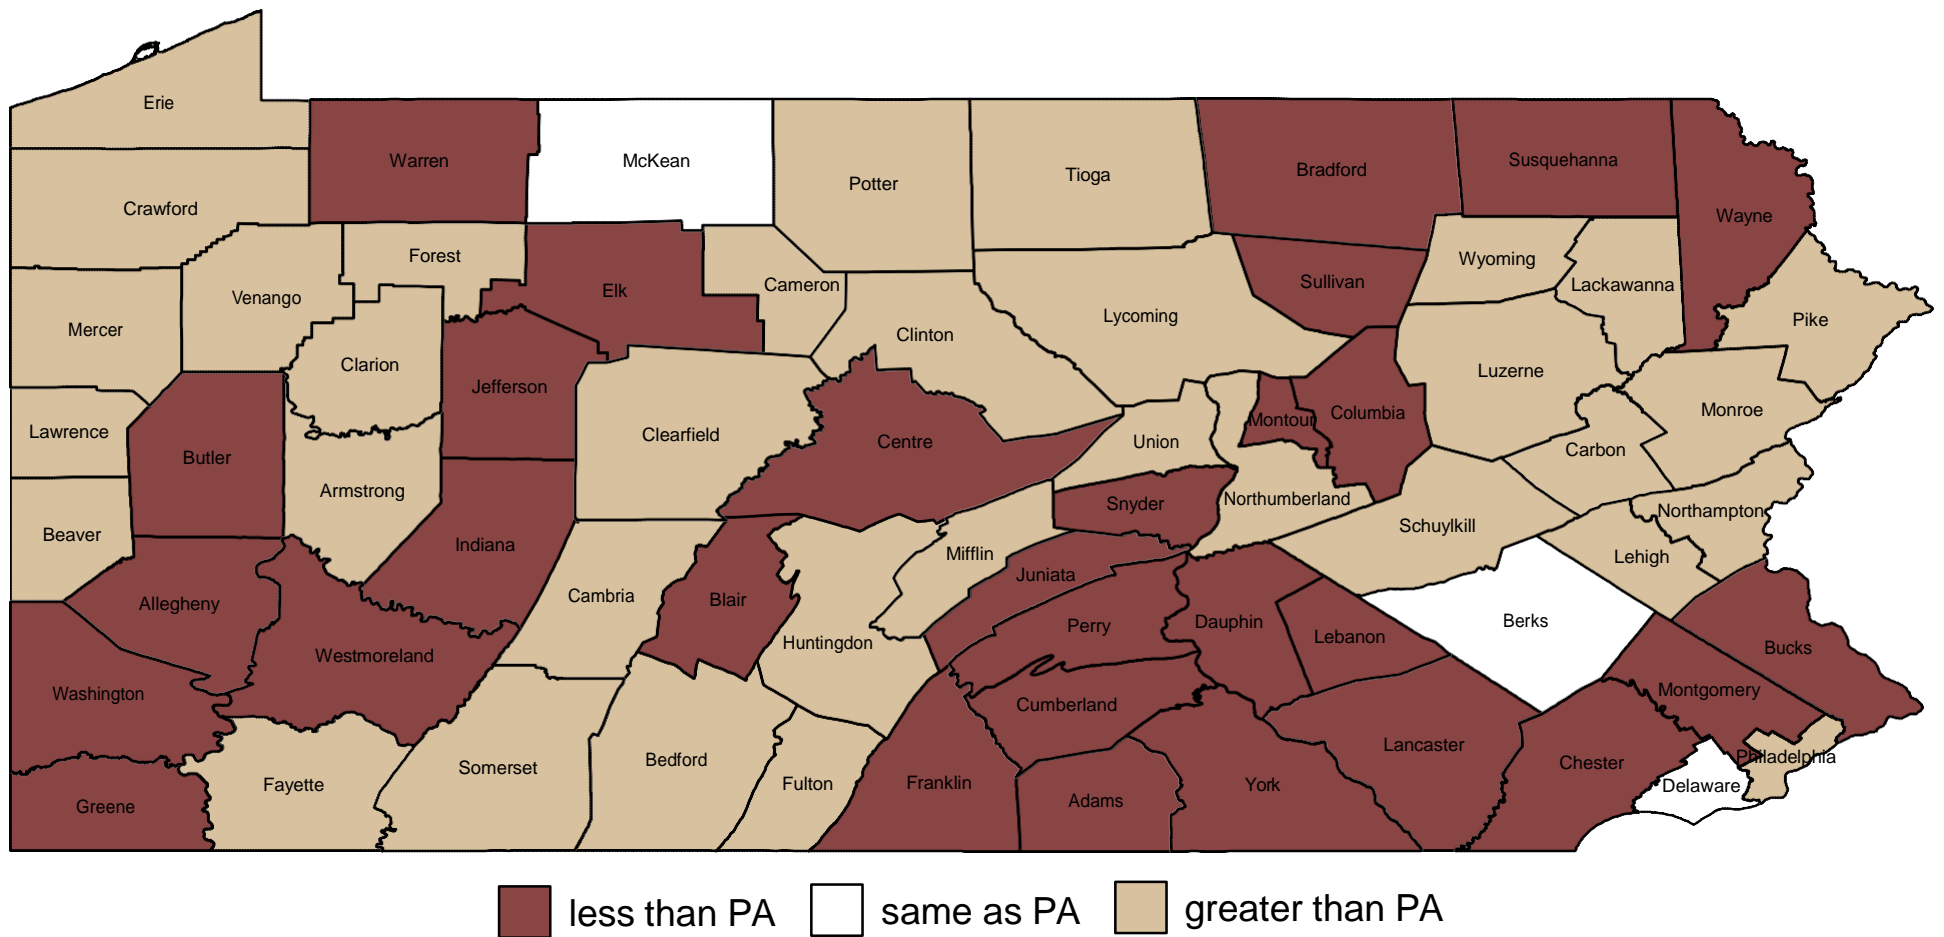 Erie
Warren
McKean
Potter
Tioga
Bradford
Susquehanna
Crawford
Wayne
Forest
Venango
Elk
Cameron
Sullivan
Wyoming
Lackawanna
Mercer
Clarion
Clinton
Lycoming
Pike
Jefferson
Luzerne
Lawrence
Butler
Clearfield
Centre
Union
Montour
Columbia
Monroe
Carbon
Armstrong
Snyder
Northumberland
Northampton
Beaver
Indiana
Mifflin
Schuylkill
Lehigh
Allegheny
Cambria
Blair
Juniata
Huntingdon
Perry
Dauphin
Lebanon
Berks
Westmoreland
Bucks
Washington
Cumberland
Montgomery
Fayette
Somerset
Bedford
Fulton
Franklin
Lancaster
Chester
Philadelphia
Greene
Adams
York
Delaware
less than PA
same as PA
greater than PA